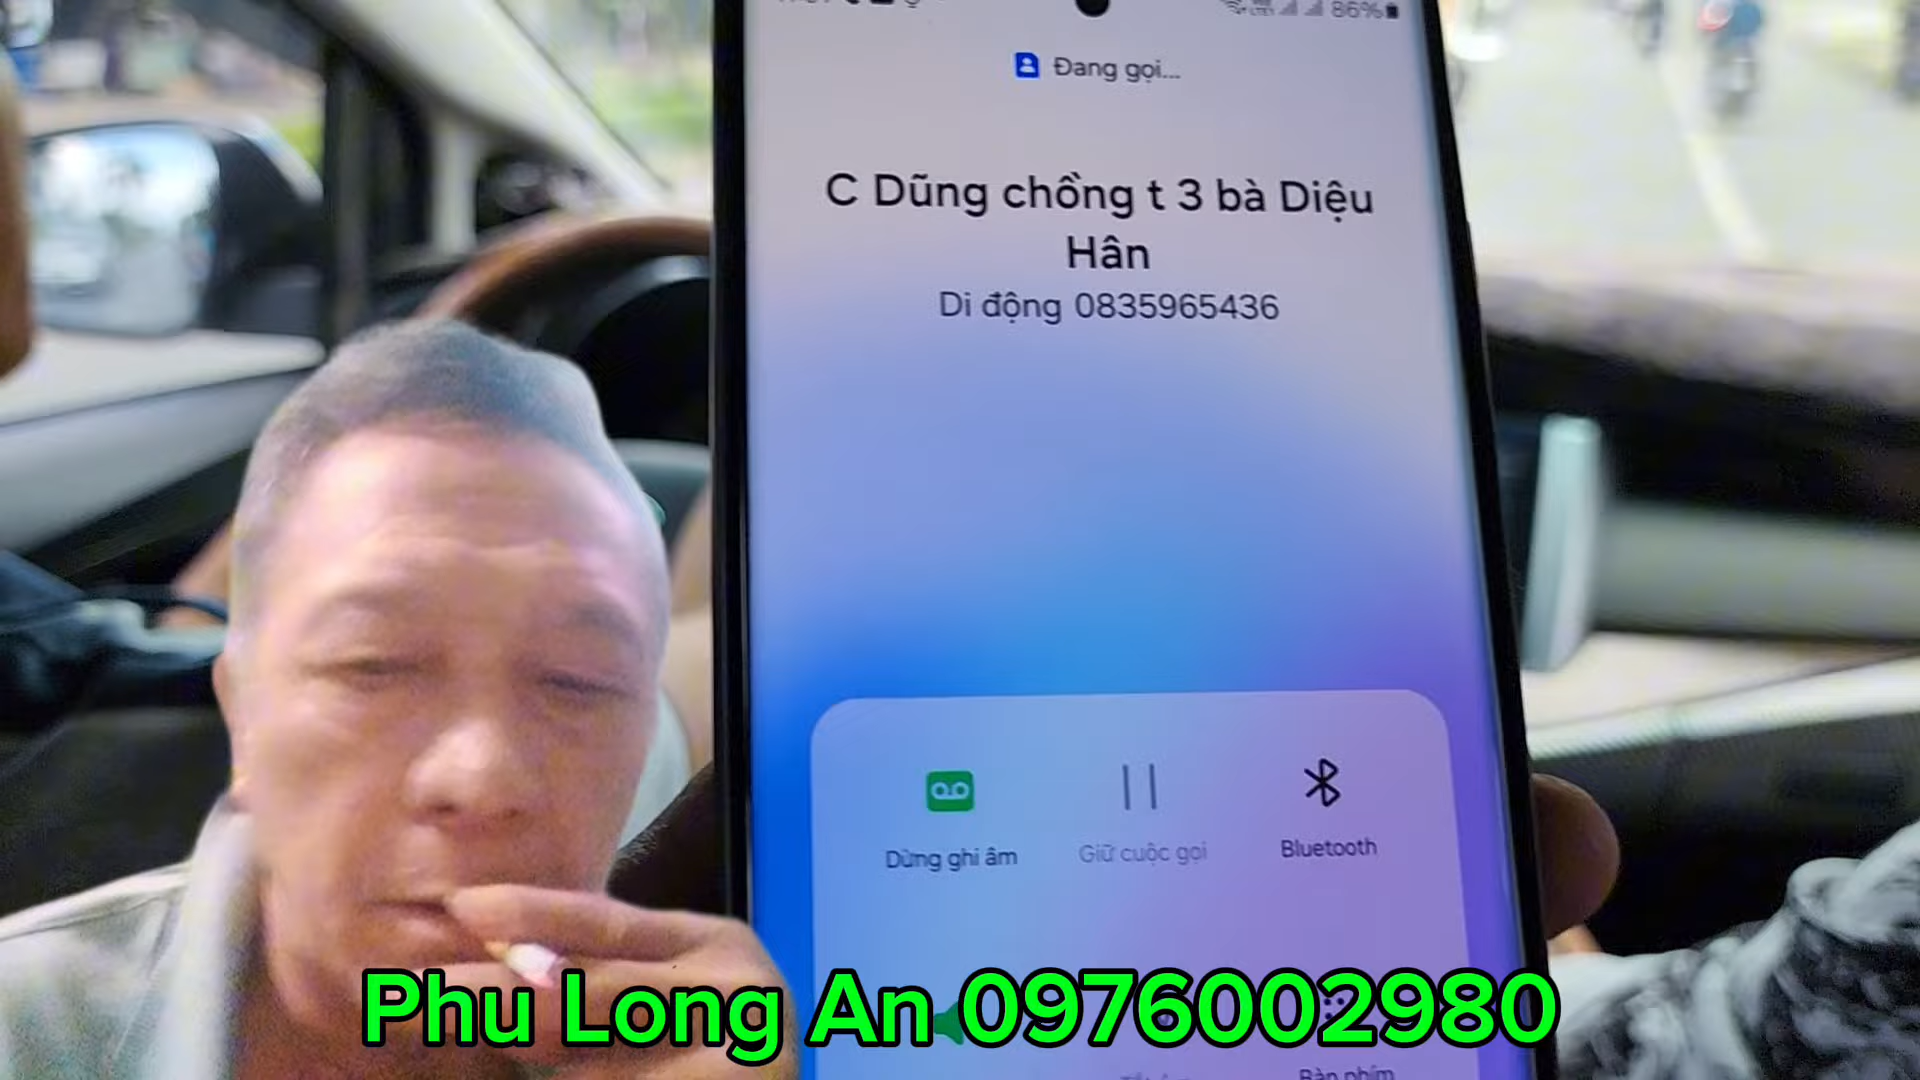 86%
Đang gọi...
C Dũng chồng t 3 bà Diệu
Hân
Di động 0835965436
Dừng ghi âm
Giữ cuộc gọi
Bluetooth
Phu Long An 0976002980
Bàn phím